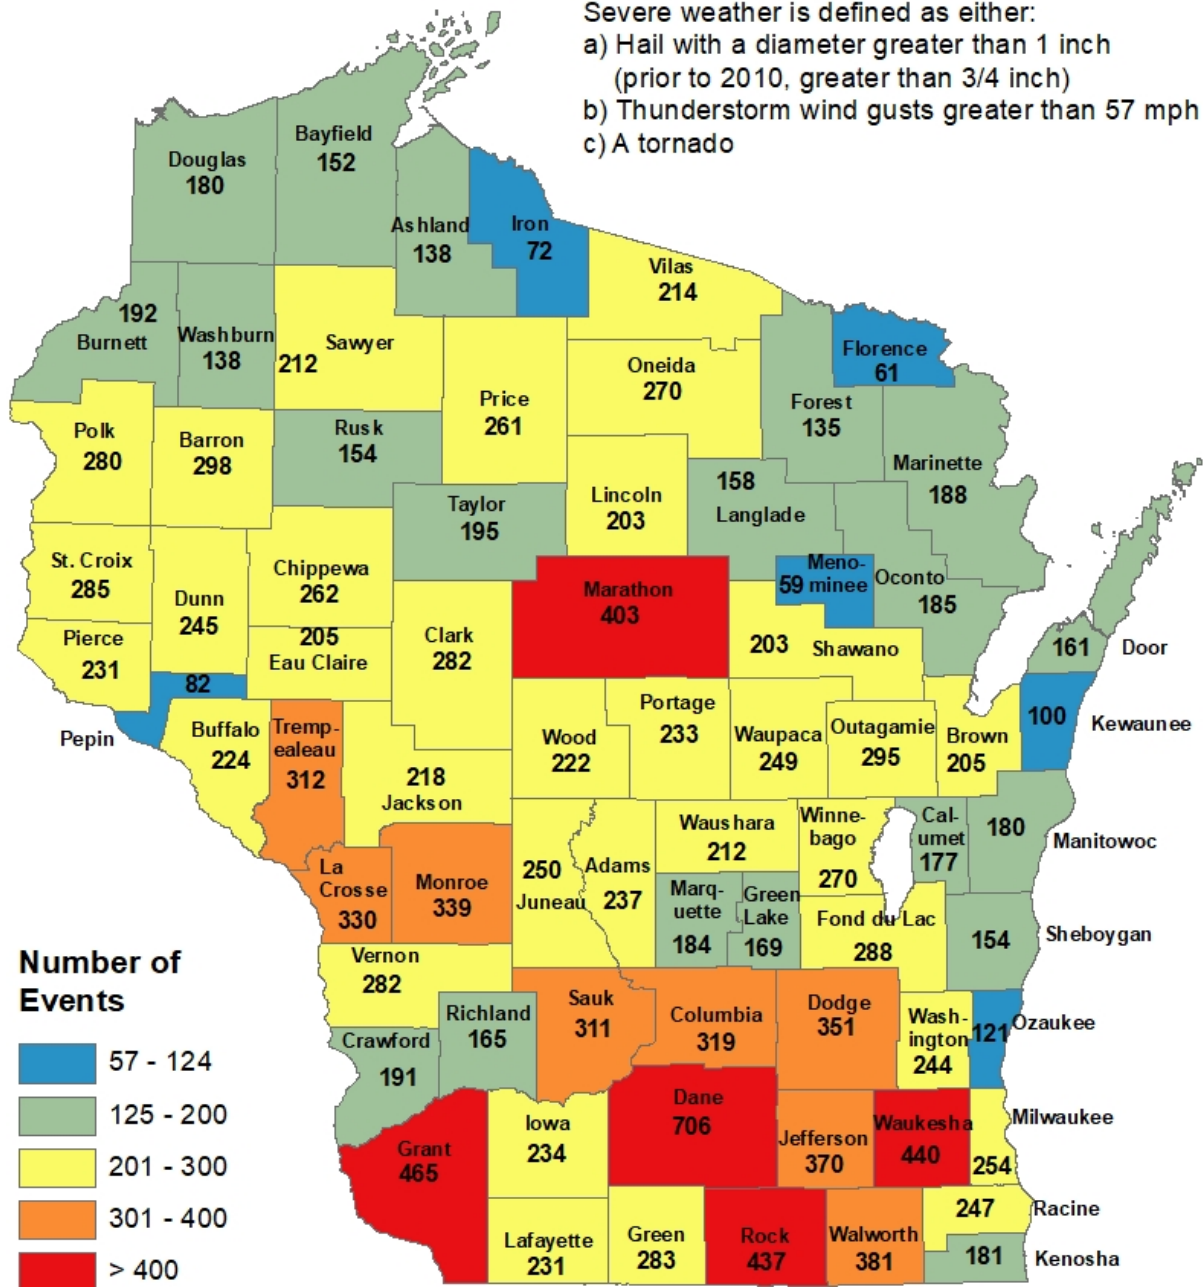 Severe weather is defined as either:
a) Hail with a diameter greater than 1 inch
(prior to 2010, greater than 3/4 inch)
b) Thunderstorm wind gusts greater than 57 mph
c) A tornado
Douglas
180
Bayfield
152
Ashland
138
Iron
72
Vilas
214
192
Burnett
Washburn
138
212 Sawyer
Price
261
Oneida
270
Forest
135
Florence
61
Marinette
188
Polk
280
Barron
298
Rusk
154
Taylor
195
Lincoln
203
158
Langlade
St. Croix
285
Dunn
245
Chippewa
262
Clark
282
Marathon
403
59 Meno-
minee
Oconto
185
Pierce
231
205
Eau Claire
203 Shawano
161 Door
82
Pepin
Buffalo
224
Tremp-
ealeau
312
218
Jackson
Wood
222
Portage
233
Waupaca
249
Outagamie
295
Brown
205
100 Kewaunee
La
Crosse
330
Monroe
339
250
Juneau
Adams
237
Waushara
212
Winne-
bago
270
Cal-
umet
177
180 Manitowoc
Marq-
uette
184
Green
Lake
169
Fond du Lac
288
154 Sheboygan
Vernon
282
Crawford
191
Richland
165
Sauk
311
Columbia
319
Dodge
351
Wash-
ington
244
121 Ozaukee
Grant
465
Iowa
234
Dane
706
Jefferson
370
Waukesha
440
Milwaukee
254
Lafayette
231
Green
283
Rock
437
Walworth
381
247 Racine
181 Kenosha
Number of
Events
57 - 124
125 - 200
201 - 300
301 - 400
> 400